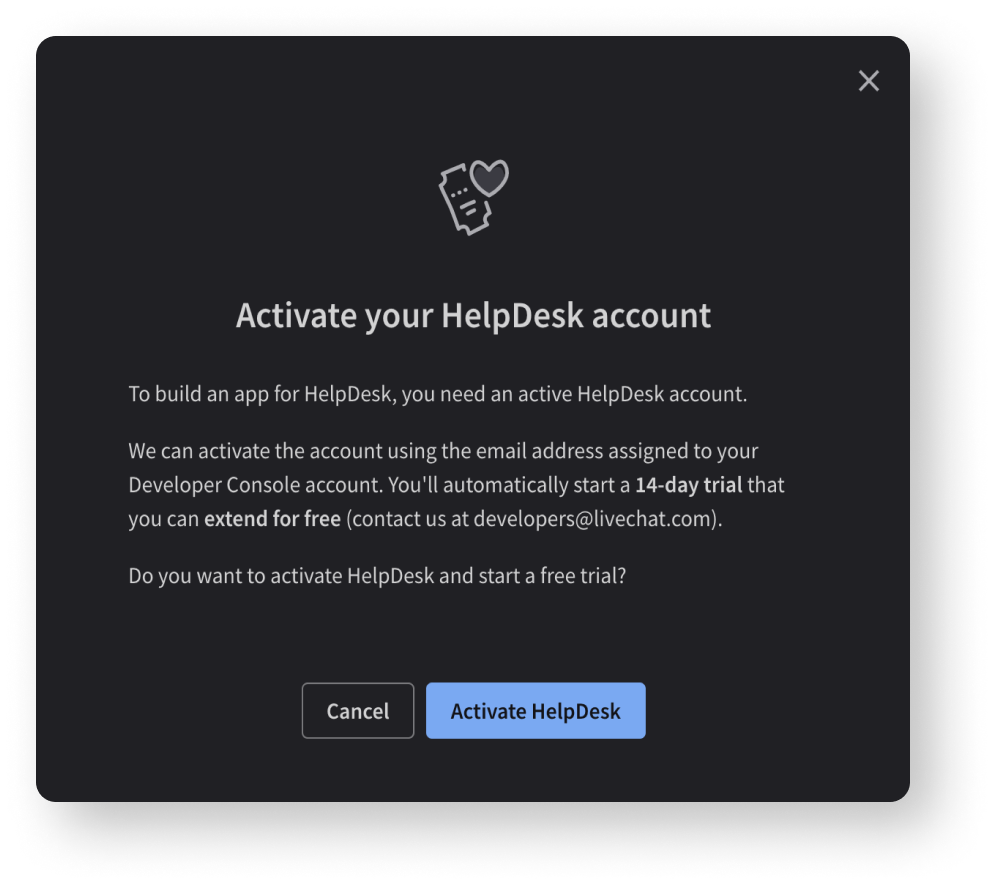 Activate your HelpDesk account
To build an app for HelpDesk, you need an active HelpDesk account.
We can activate the account using the email address assigned to your
Developer Console account. You'll automatically start a 14-day trial that
you can extend for free (contact us at developers@livechat.com).
Do you want to activate HelpDesk and start a free trial?
Cancel
Activate HelpDesk